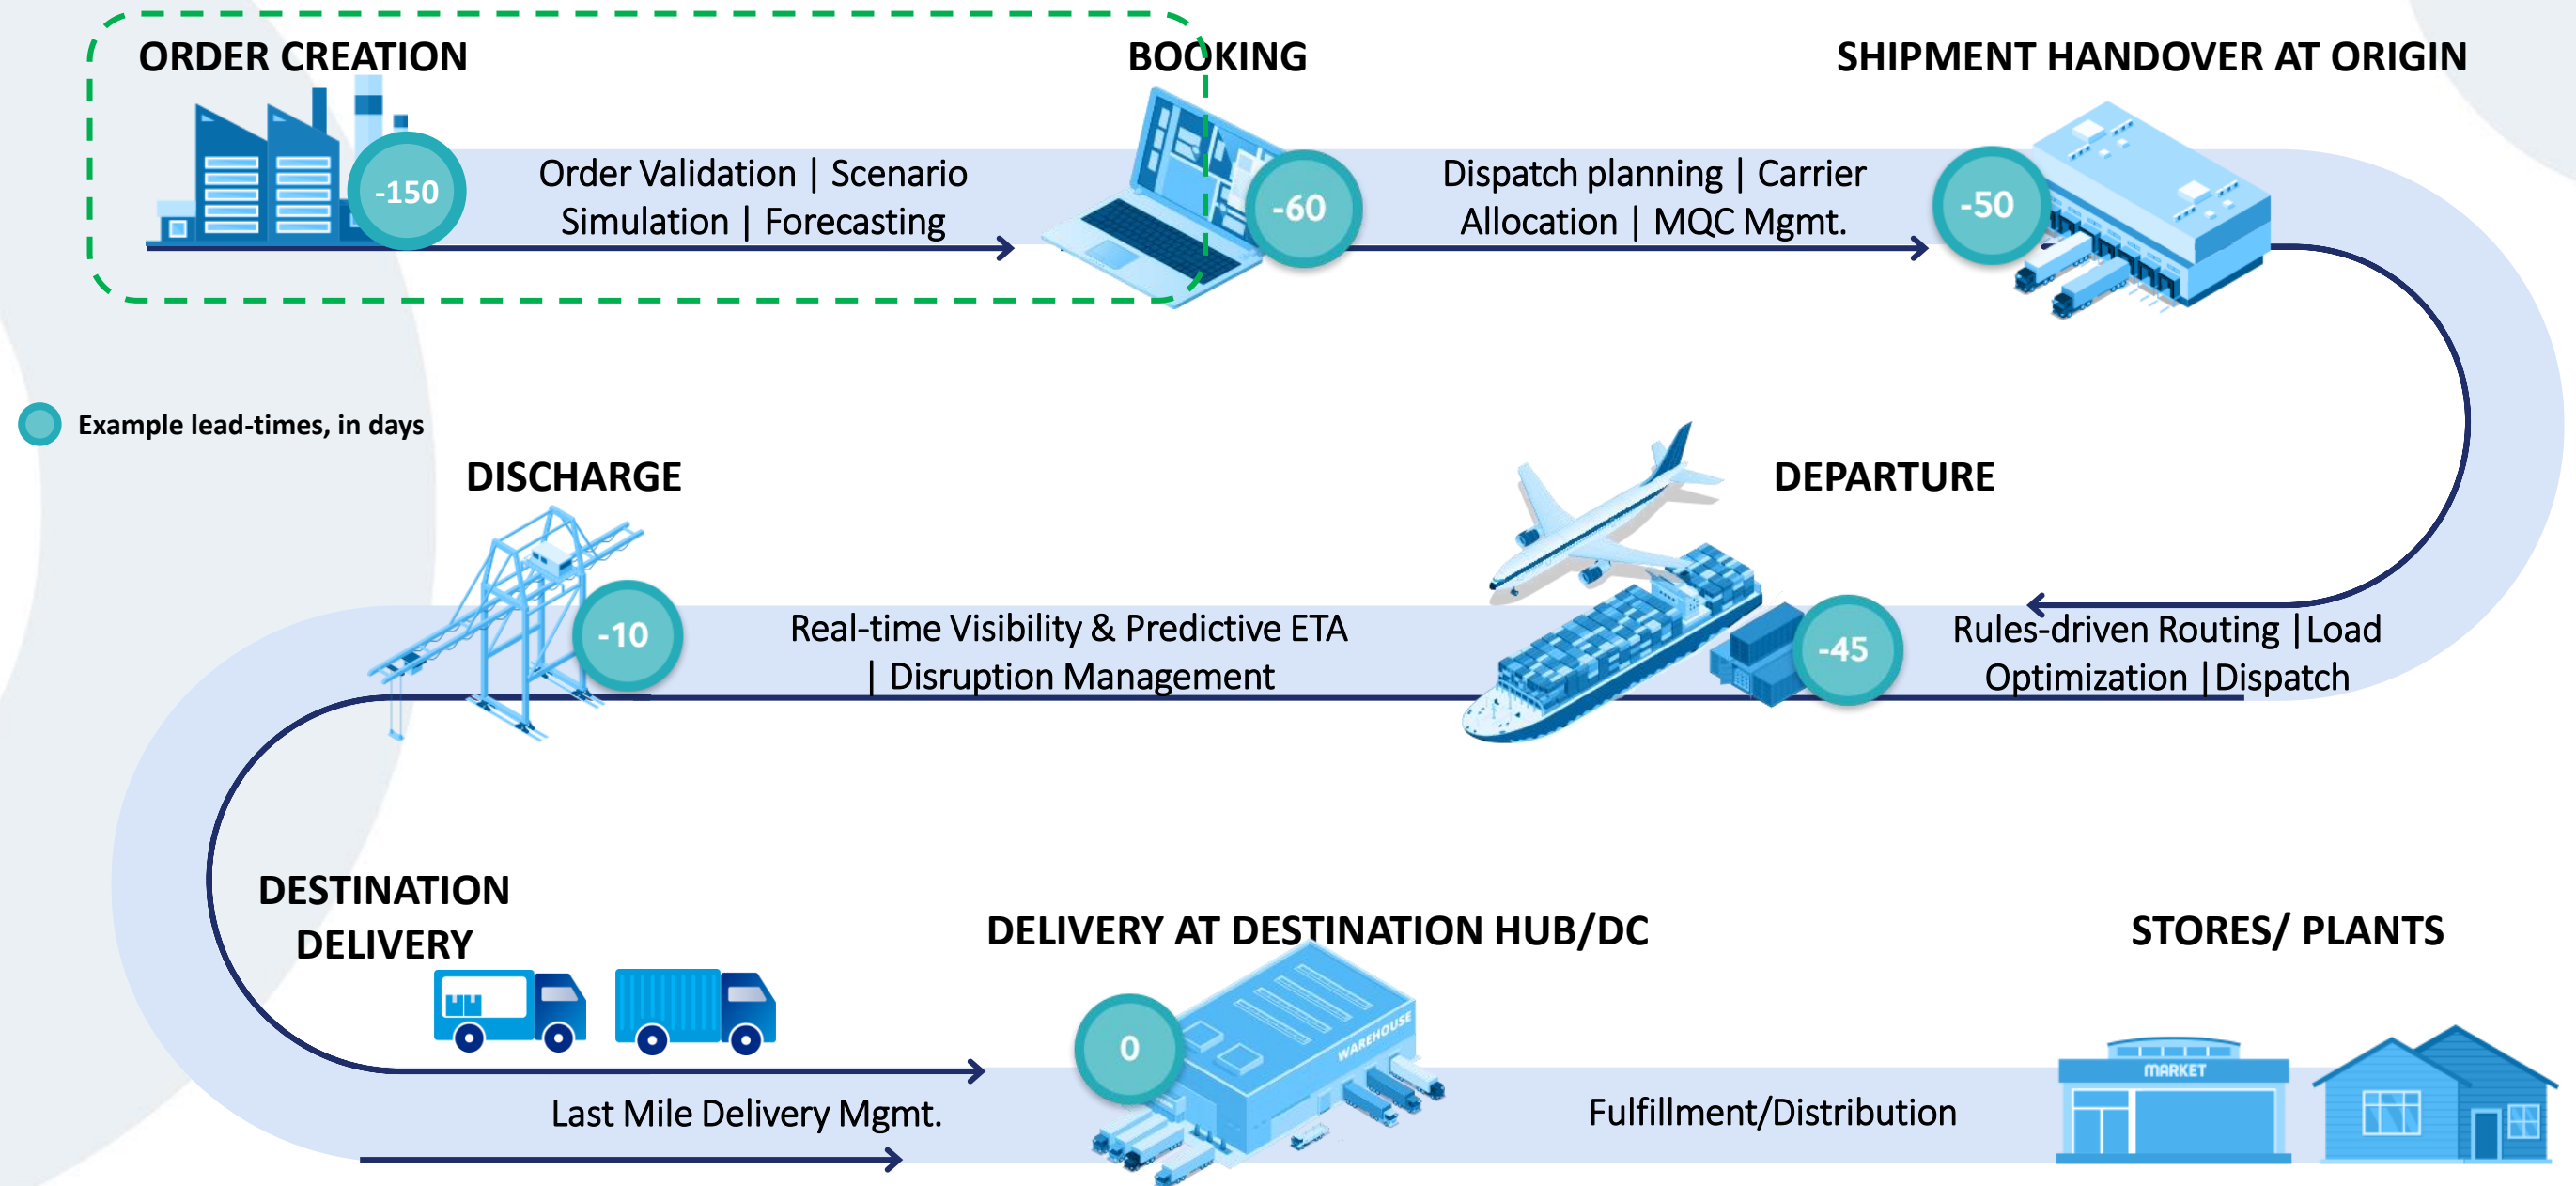 ORDER CREATION
BOOKING
SHIPMENT HANDOVER AT ORIGIN
-150
Order Validation | Scenario
Simulation | Forecasting
-60
Dispatch planning | Carrier
Allocation | MQC Mgmt.
-50
Example lead-times, in days
DISCHARGE
DEPARTURE
-10
Real-time Visibility & Predictive ETA
| Disruption Management
-45
Rules-driven Routing |Load
Optimization |Dispatch
DESTINATION
DELIVERY
DELIVERY AT DESTINATION HUB/DC
STORES/ PLANTS
0
WAREHOUSE
MARKET
Last Mile Delivery Mgmt.
Fulfillment/Distribution